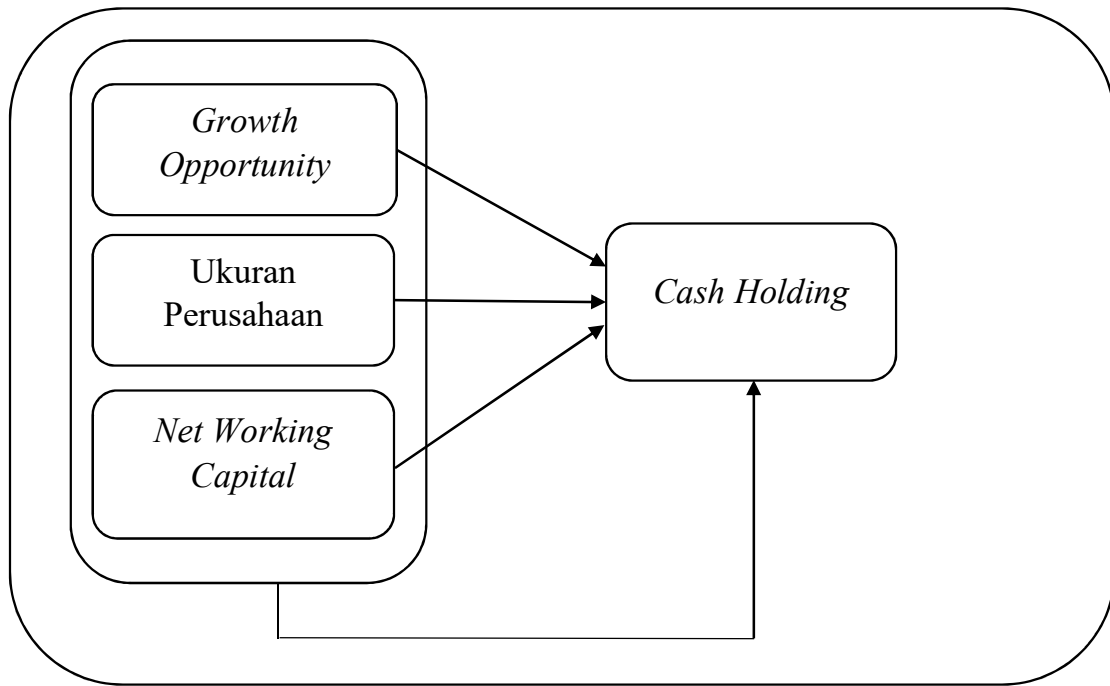 Growth
Opportunity
Ukuran
Perusahaan
Net Working
Capital
Cash Holding